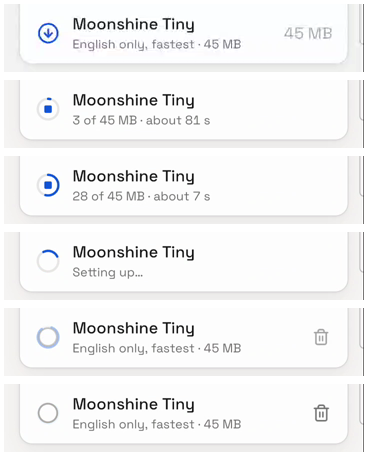 Moonshine Tiny
English only, fastest · 45 MB
45 MB
Moonshine Tiny
3 of 45 MB · about 81 s
Moonshine Tiny
28 of 45 MB · about 7 s
Moonshine Tiny
Setting up…
Moonshine Tiny
English only, fastest · 45 MB
Moonshine Tiny
English only, fastest · 45 MB